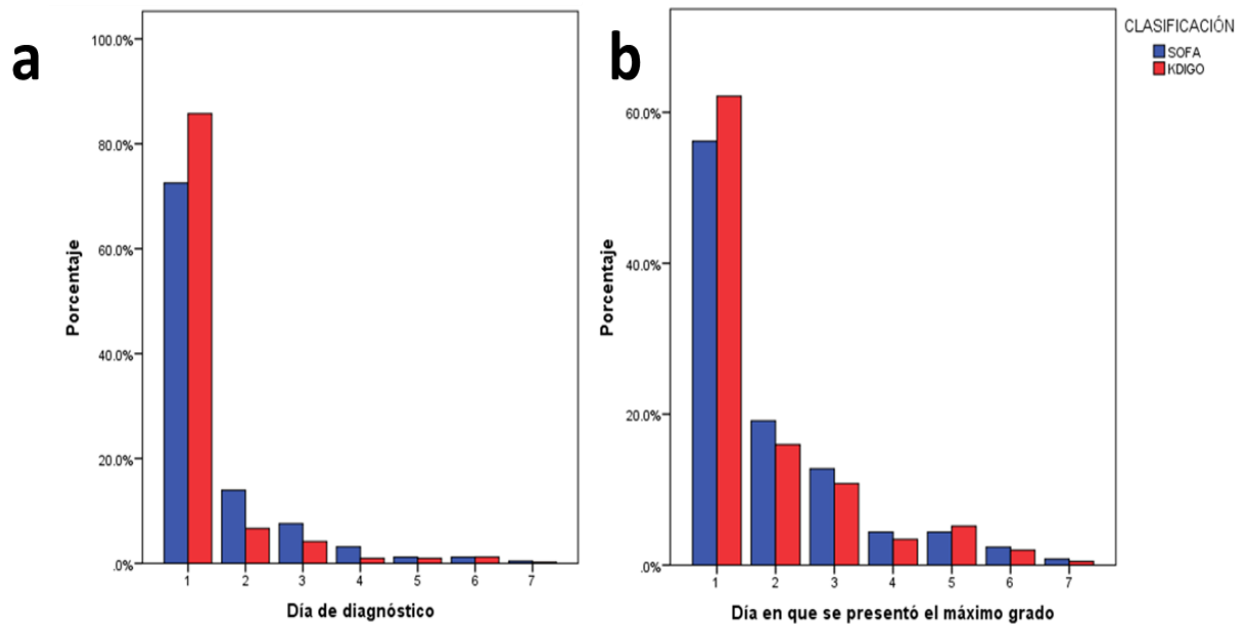 a
100.0%
80.0%
60.0%
40.0%
20.0%
.0%
Porcentaje
1 2 3 4 5 6 7
Día de diagnóstico
b
60.0%
40.0%
20.0%
.0%
Porcentaje
1 2 3 4 5 6 7
Día en que se presentó el máximo grado
CLASIFICACIÓN
SOFA
KDIGO